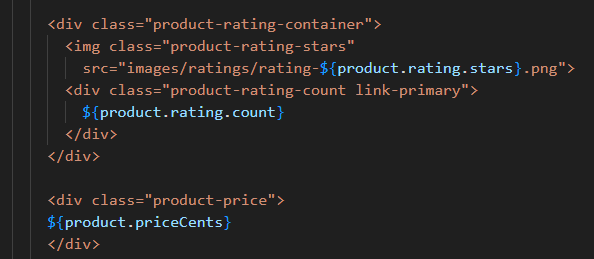 <div class="product-rating-container">
<img class="product-rating-stars"
src="images/ratings/rating-${product.rating.stars}.png">
<div class="product-rating-count link-primary">
${product.rating.count}
</div>
</div>
<div class="product-price">
${product.priceCents}
</div>